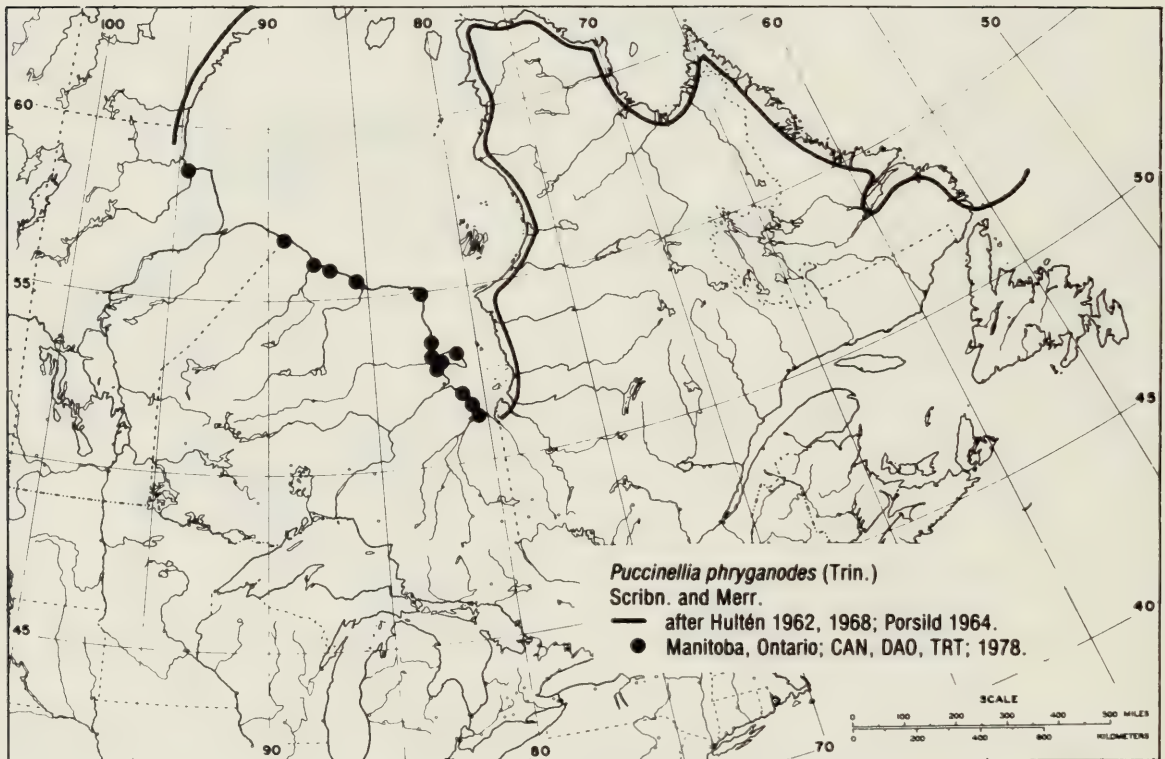 100 90 80 70 60 50
60
50
55
45
Puccinellia phryganodes (Trin.)
Scribn. and Merr.
after Hultén 1962, 1968; Porsild 1964.
Manitoba, Ontario; CAN, DAO, TRT; 1978.
40
45
SCALE
0 100 200 300 400 500 MILES
0 200 400 600 800 KILOMETERS
90 80 70